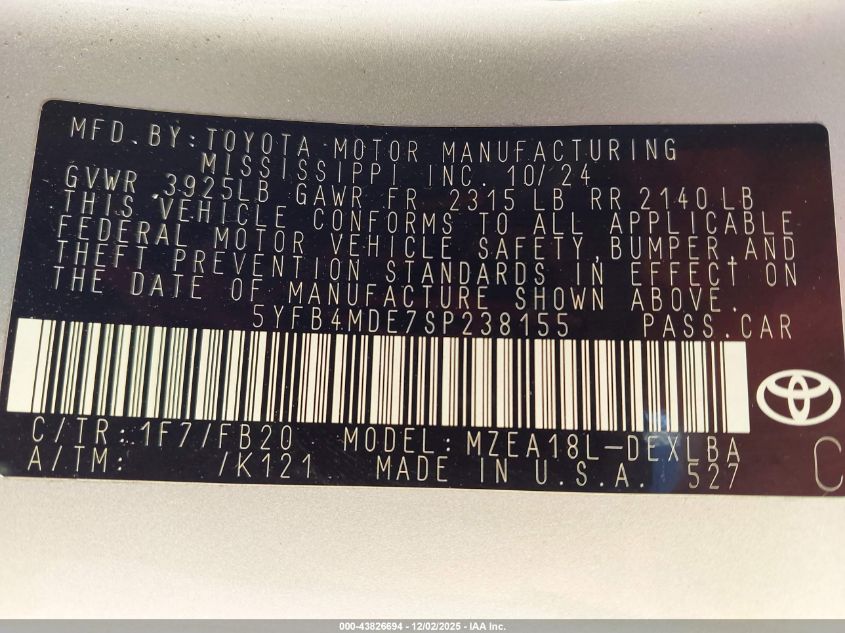 MFD. BY: TOYOTA MOTOR MANUFACTURING
MISSISSIPPI INC. 10/24
GVWR 3925LB GAWR FR 2315 LB RR 2140 LB
THIS VEHICLE CONFORMS TO ALL APPLICABLE
FEDERAL MOTOR VEHICLE SAFETY, BUMPER, AND
THEFT PREVENTION STANDARDS IN EFFECT ON
THE DATE OF MANUFACTURE SHOWN ABOVE.
5YFB4MDE7SP238155 PASS. CAR
C/TR: 1F7/FB20 MODEL: MZEA18L-DEXLBA
A/TM: /K121 MADE IN U.S.A. 527
C
000-43826694 - 12/02/2025 - IAA Inc.